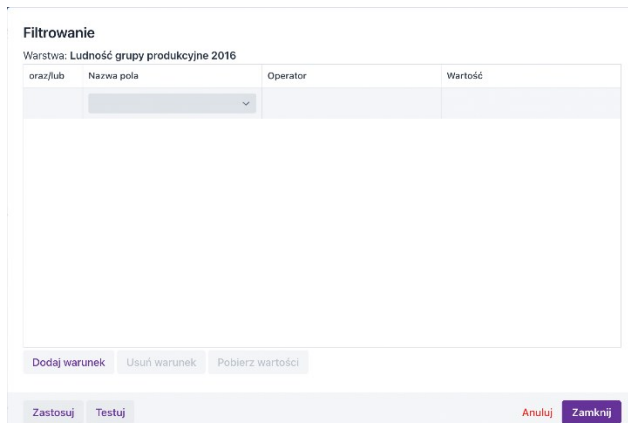 Filtrowanie
Warstwa: Ludność grupy produkcyjne 2016
oraz/lub Nazwa pola Operator Wartość
Dodaj warunek Usuń warunek Pobierz wartości
Zastosuj Testuj Anuluj Zamknij